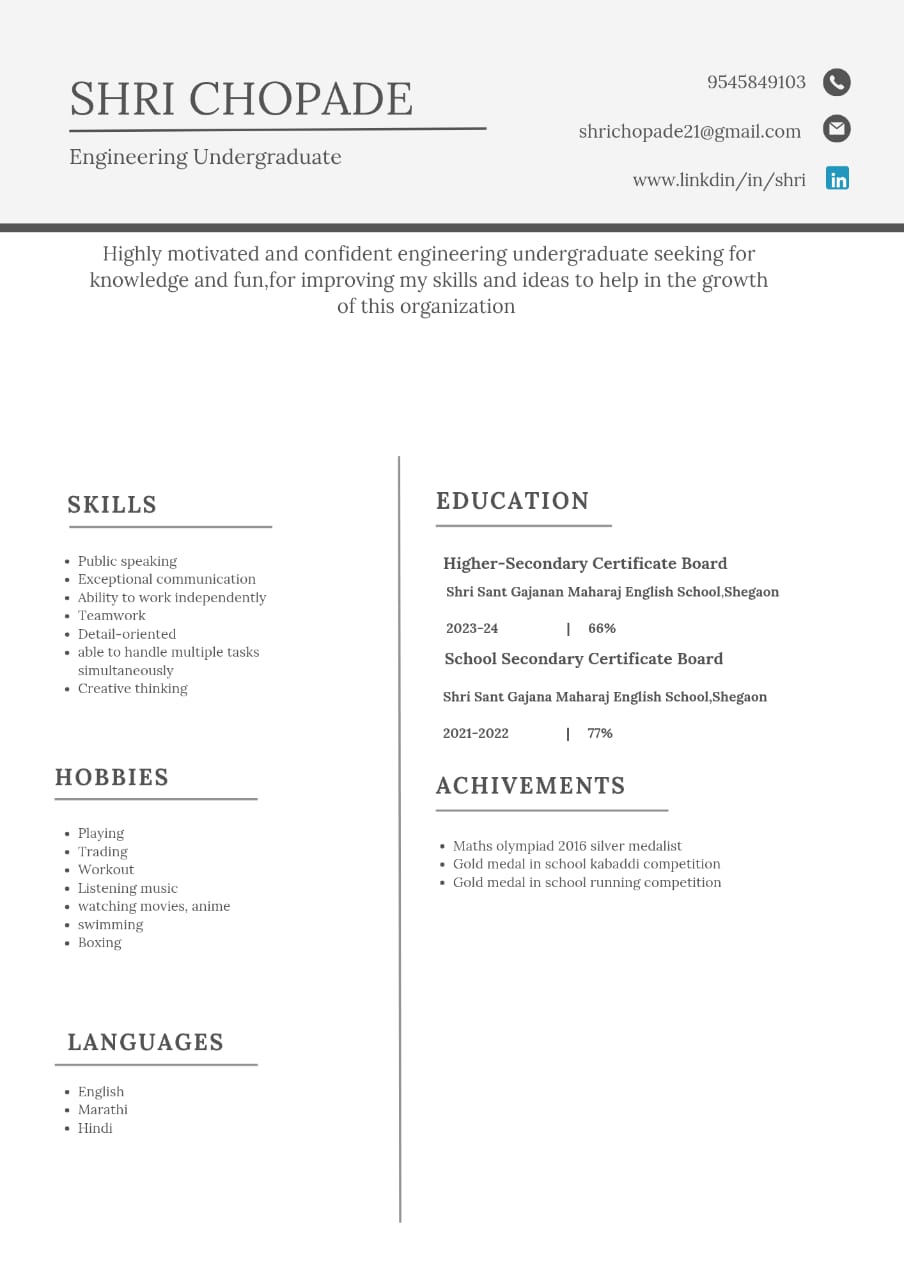 SHRI CHOPADE
Engineering Undergraduate
9545849103
shrichopade21@gmail.com
www.linkdin/in/shri
in
Highly motivated and confident engineering undergraduate seeking for
knowledge and fun,for improving my skills and ideas to help in the growth
of this organization
SKILLS
Public speaking
Exceptional communication
Ability to work independently
Teamwork
Detail-oriented
able to handle multiple tasks
simultaneously
Creative thinking
HOBBIES
Playing
Trading
Workout
Listening music
watching movies, anime
swimming
Boxing
LANGUAGES
English
Marathi
Hindi
EDUCATION
Higher-Secondary Certificate Board
Shri Sant Gajanan Maharaj English School,Shegaon
2023-24 | 66%
School Secondary Certificate Board
Shri Sant Gajana Maharaj English School,Shegaon
2021-2022 | 77%
ACHIVEMENTS
Maths olympiad 2016 silver medalist
Gold medal in school kabaddi competition
Gold medal in school running competition